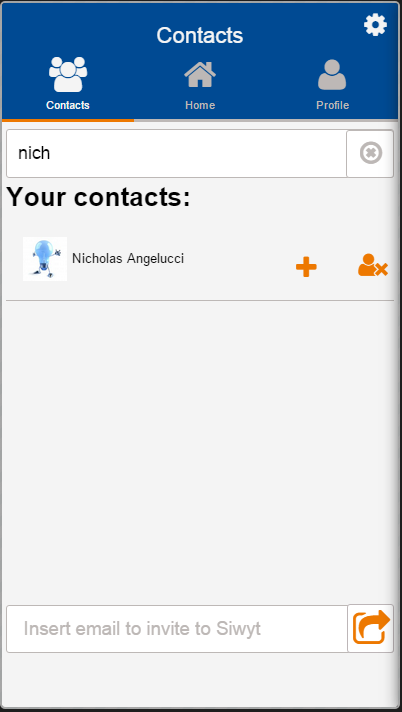 Contacts
Contacts Home Profile
nich
Your contacts:
Nicholas Angelucci
Insert email to invite to Siwyt